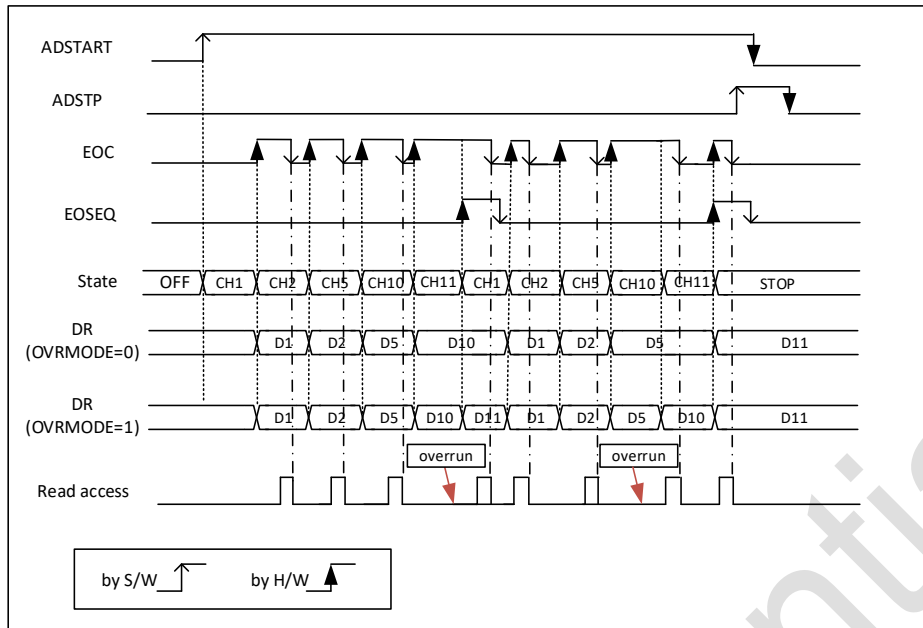 ADSTART
ADSTP
EOC
EOSEQ
State OFF CH1 CH2 CH5 CH10 CH11 CH1 CH2 CH5 CH10 CH11 STOP
DR
(OVRMODE=0) D1 D2 D5 D10 D1 D2 D5 D11
DR
(OVRMODE=1) D1 D2 D5 D10 D11 D1 D2 D5 D10 D11
overrun overrun
Read access
by S/W by H/W